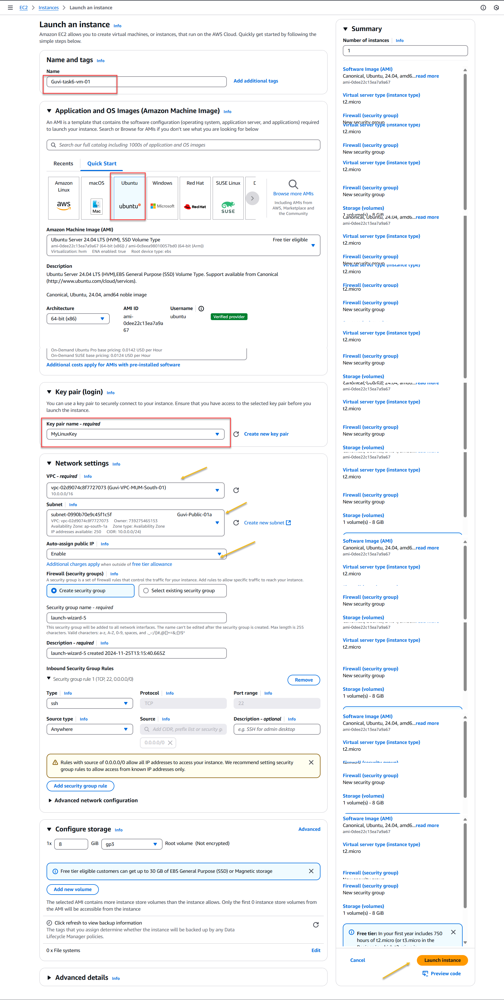 EC2 > Instances > Launch an instance
Launch an instance Info
Amazon EC2 allows you to create virtual machines, or instances, that run on the AWS Cloud. Quickly get started by following the
simple steps below.
Name and tags Info
Name
Guvi-task6-vm-01
Add additional tags
Application and OS Images (Amazon Machine Image) Info
An AMI is a template that contains the software configuration (operating system, application server, and applications) required
to launch your instance. Search or Browse for AMIs if you don't see what you are looking for below
Search our full catalog including 1000s of application and OS images
Recents
Quick Start
Amazon
Linux
aws
macOS
Mac
Ubuntu
ubuntu
Windows
Microsoft
Red Hat
Red Hat
SUSE Linux
SUSE
Browse more AMIs
Including AMIs from
AWS, Marketplace and
the Community
Amazon Machine Image (AMI)
Ubuntu Server 24.04 LTS (HVM), SSD Volume Type Free tier eligible
ami-0dee22c13ea7a9a67 (64-bit (x86)) / ami-0c8eea98010057bd0 (64-bit (Arm))
Virtualization: hvm ENA enabled: true Root device type: ebs
Description
Ubuntu Server 24.04 LTS (HVM),EBS General Purpose (SSD) Volume Type. Support available from Canonical
(http://www.ubuntu.com/cloud/services).
Canonical, Ubuntu, 24.04, amd64 noble image
Architecture
64-bit (x86)
AMI ID
ami-
0dee22c13ea7a9a
67
Username
ubuntu
Verified provider
On-Demand Ubuntu Pro base pricing: 0.0142 USD per Hour
On-Demand SUSE base pricing: 0.0124 USD per Hour
Additional costs apply for AMIs with pre-installed software
Key pair (login) Info
You can use a key pair to securely connect to your instance. Ensure that you have access to the selected key pair before you
launch the instance.
Key pair name - required
MyLinuxKey
Create new key pair
Network settings Info
VPC - required Info
vpc-02d9074c8f7727073 (Guvi-VPC-MUM-South-01)
10.0.0.0/16
Subnet Info
subnet-0990b70e9c45f1c5f Guvi-Public-01a
VPC: vpc-02d9074c8f7727073 Owner: 739275465153
Availability Zone: ap-south-1a Zone type: Availability Zone
IP addresses available: 250 CIDR: 10.0.0.0/24)
Create new subnet
Auto-assign public IP Info
Enable
Additional charges apply when outside of free tier allowance
Firewall (security groups) Info
A security group is a set of firewall rules that control the traffic for your instance. Add rules to allow specific traffic to reach your instance.
Create security group
Select existing security group
Security group name - required
launch-wizard-5
This security group will be added to all network interfaces. The name can't be edited after the security group is created. Max length is 255
characters. Valid characters: a-z, A-Z, 0-9, spaces, and ._-:/()#,@[]+=&;{}!$*
Description - required Info
launch-wizard-5 created 2024-11-25T13:15:40.665Z
Inbound Security Group Rules
Security group rule 1 (TCP, 22, 0.0.0.0/0)
Remove
Type Info
ssh
Protocol Info
TCP
Port range Info
22
Source type Info
Anywhere
Source Info
Add CIDR, prefix list or security
0.0.0.0/0
Description - optional Info
e.g. SSH for admin desktop
Rules with source of 0.0.0.0/0 allow all IP addresses to access your instance. We recommend setting security
group rules to allow access from known IP addresses only.
Add security group rule
Advanced network configuration
Configure storage Info
Advanced
1x 8 GiB gp3 Root volume (Not encrypted)
Free tier eligible customers can get up to 30 GB of EBS General Purpose (SSD) or Magnetic storage
Add new volume
The selected AMI contains more instance store volumes than the instance allows. Only the first 0 instance store volumes from
the AMI will be accessible from the instance
Click refresh to view backup information
The tags that you assign determine whether the instance will be backed up by any Data
Lifecycle Manager policies.
0 x File systems
Edit
Advanced details Info
Summary
Number of instances Info
1
Software Image (AMI)
Canonical, Ubuntu, 24.04, amd6...read more
ami-0dee22c13ea7a9a67
Virtual server type (instance type)
t2.micro
Firewall (security group)
New security group
Virtual server type (instance type)
t2.micro
Firewall (security group)
New security group
Virtual server type (instance type)
t2.micro
Firewall (security group)
New security group
Storage (volumes)
1 volume(s) - 8 GiB
Canonical, Ubuntu, 24.04, amd6...read more
ami-0dee22c13ea7a9a67
Virtual server type (instance type)
t2.micro
Firewall (security group)
New security group
Virtual server type (instance type)
t2.micro
Firewall (security group)
t2.micro
Firewall (security group)
New security group
Virtual server type (instance type)
t2.micro
Firewall (security group)
New security group
Storage (volumes)
Canonical, Ubuntu, 24.04, amd6...read more
ami-0dee22c13ea7a9a67
Virtual server type (instance type)
t2.micro
Firewall (security group)
New security group
Storage (volumes)
ami-0dee22c13ea7a9a67
Virtual server type (instance type)
t2.micro
Firewall (security group)
New security group
Storage (volumes)
1 volume(s) - 8 GiB
Software Image (AMI)
Canonical, Ubuntu, 24.04, amd6...read more
ami-0dee22c13ea7a9a67
Virtual server type (instance type)
t2.micro
Firewall (security group)
New security group
Storage (volumes)
ami-0dee22c13ea7a9a67
Virtual server type (instance type)
t2.micro
Firewall (security group)
New security group
Storage (volumes)
1 volume(s) - 8 GiB
Software Image (AMI)
Canonical, Ubuntu, 24.04, amd6...read more
ami-0dee22c13ea7a9a67
Virtual server type (instance type)
t2.micro
Firewall (security group)
Firewall (security group)
New security group
Storage (volumes)
1 volume(s) - 8 GiB
Software Image (AMI)
Canonical, Ubuntu, 24.04, amd6...read more
ami-0dee22c13ea7a9a67
Virtual server type (instance type)
t2.micro
Firewall (security group)
Firewall (security group)
New security group
Storage (volumes)
1 volume(s) - 8 GiB
Free tier: In your first year includes 750
hours of t2.micro (or t3.micro in the
Cancel
Launch instance
Preview code